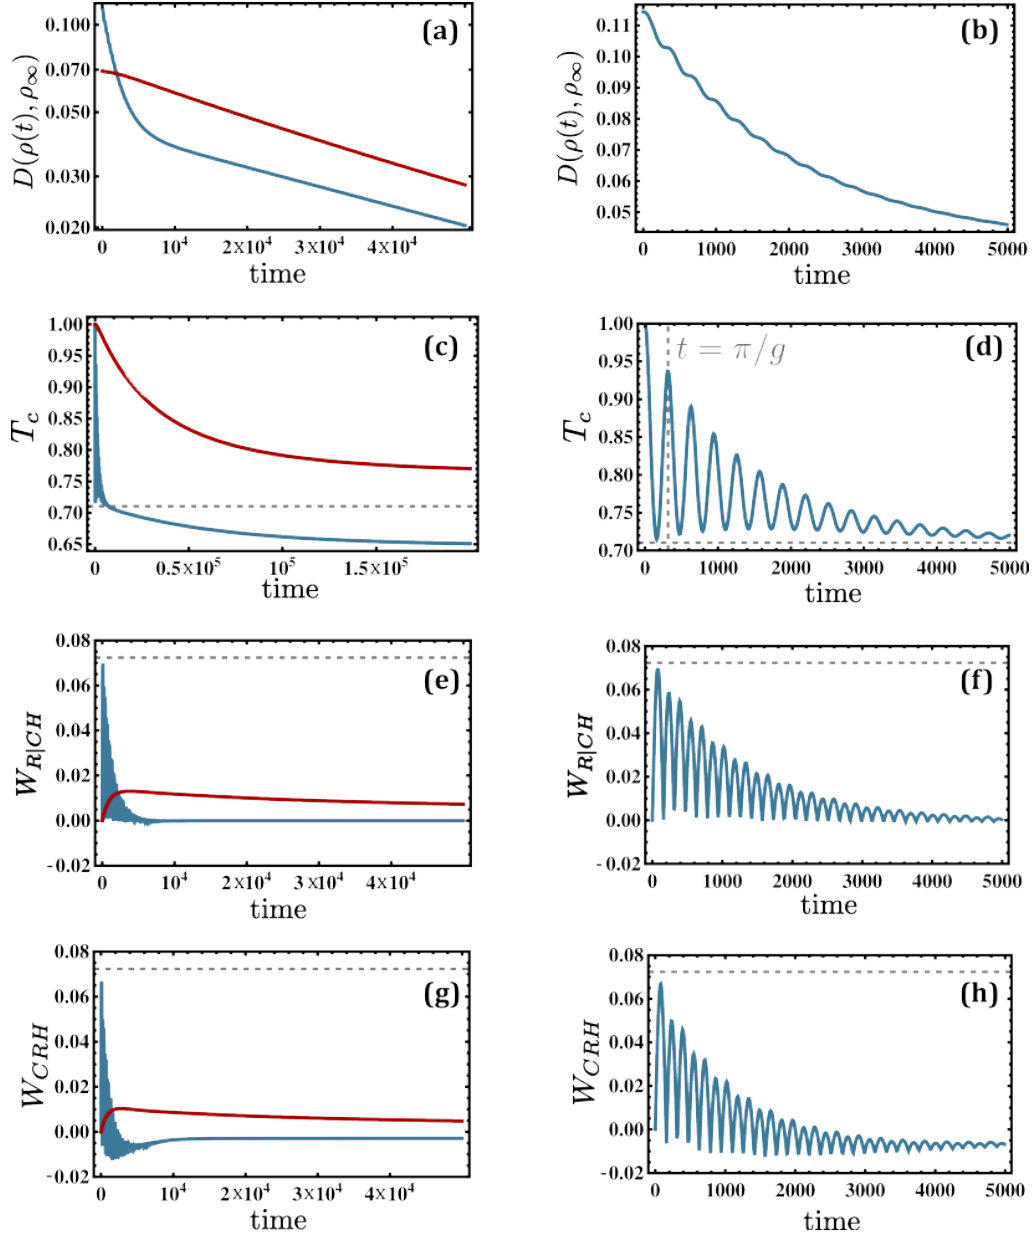 (a)
D(ρ(t), ρ∞)
0.100
0.070
0.050
0.030
0.020
0 10⁴ 2×10⁴ 3×10⁴ 4×10⁴
time
(b)
D(ρ(t), ρ∞)
0.11
0.10
0.09
0.08
0.07
0.06
0.05
0 1000 2000 3000 4000 5000
time
(c)
T_c
1.00
0.95
0.90
0.85
0.80
0.75
0.70
0.65
0 0.5×10⁵ 10⁵ 1.5×10⁵
time
t = π/g
(d)
T_c
1.00
0.95
0.90
0.85
0.80
0.75
0.70
0 1000 2000 3000 4000 5000
time
(e)
W_{R|CH}
0.08
0.06
0.04
0.02
0.00
-0.02
0 10⁴ 2×10⁴ 3×10⁴ 4×10⁴
time
(f)
W_{R|CH}
0.08
0.06
0.04
0.02
0.00
-0.02
0 1000 2000 3000 4000 5000
time
(g)
W_{CRH}
0.08
0.06
0.04
0.02
0.00
-0.02
0 10⁴ 2×10⁴ 3×10⁴ 4×10⁴
time
(h)
W_{CRH}
0.08
0.06
0.04
0.02
0.00
-0.02
0 1000 2000 3000 4000 5000
time